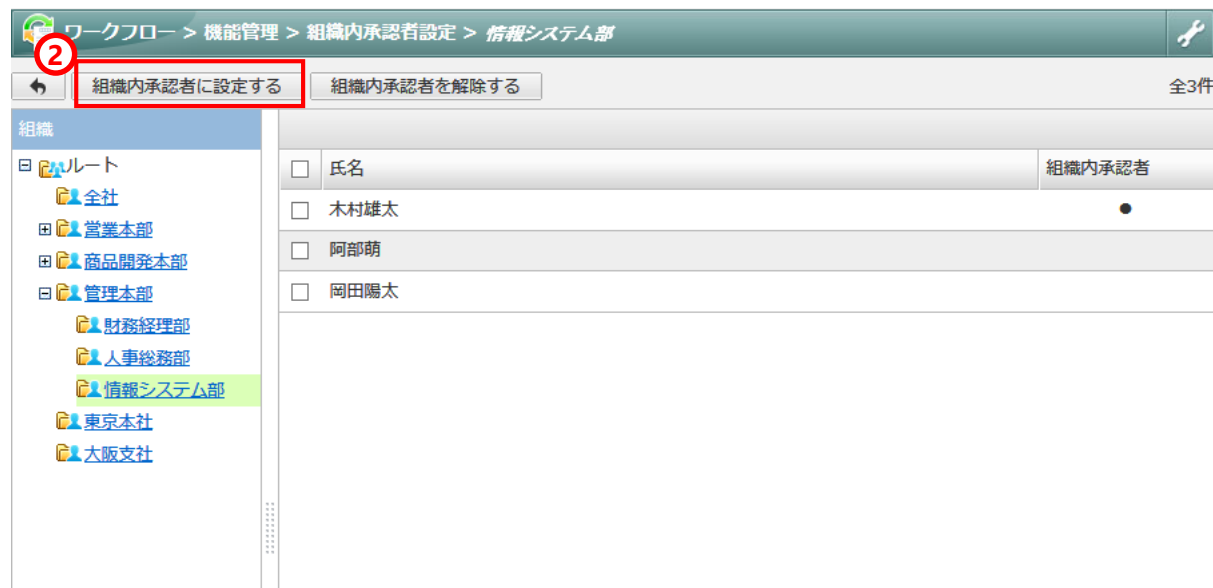 ワークフロー > 機能管理 > 組織内承認者設定 > 情報システム部
②
組織内承認者に設定する 組織内承認者を解除する 全3件
組織
ルート
全社
営業本部
商品開発本部
管理本部
財務経理部
人事総務部
情報システム部
東京本社
大阪支社
氏名 組織内承認者
木村雄太 ●
阿部萌
岡田陽太